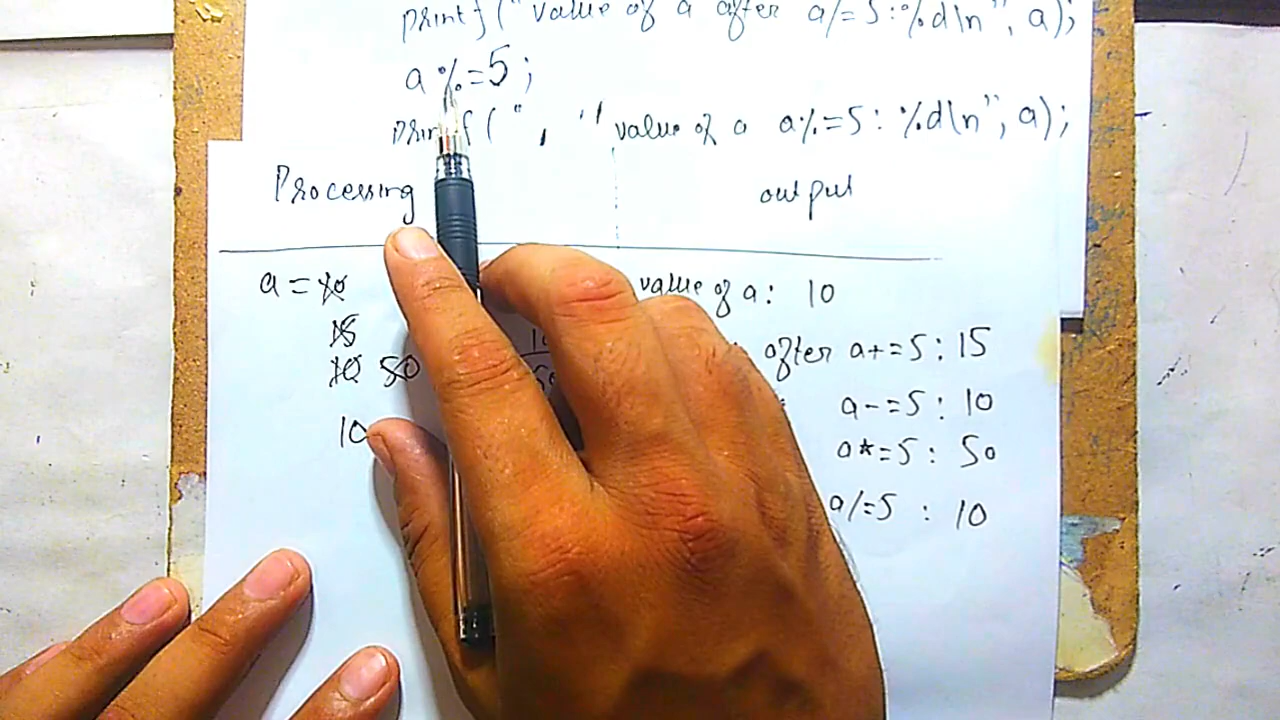 printf ("value of a after a/=5:%d\n", a);
a%=5;
printf (" , " value of a a%=5: %d\n", a);
Processing output
a = 10 value of a: 10
15 after a+=5: 15
10 50 a-=5: 10
10 a*=5: 50
a/=5 : 10